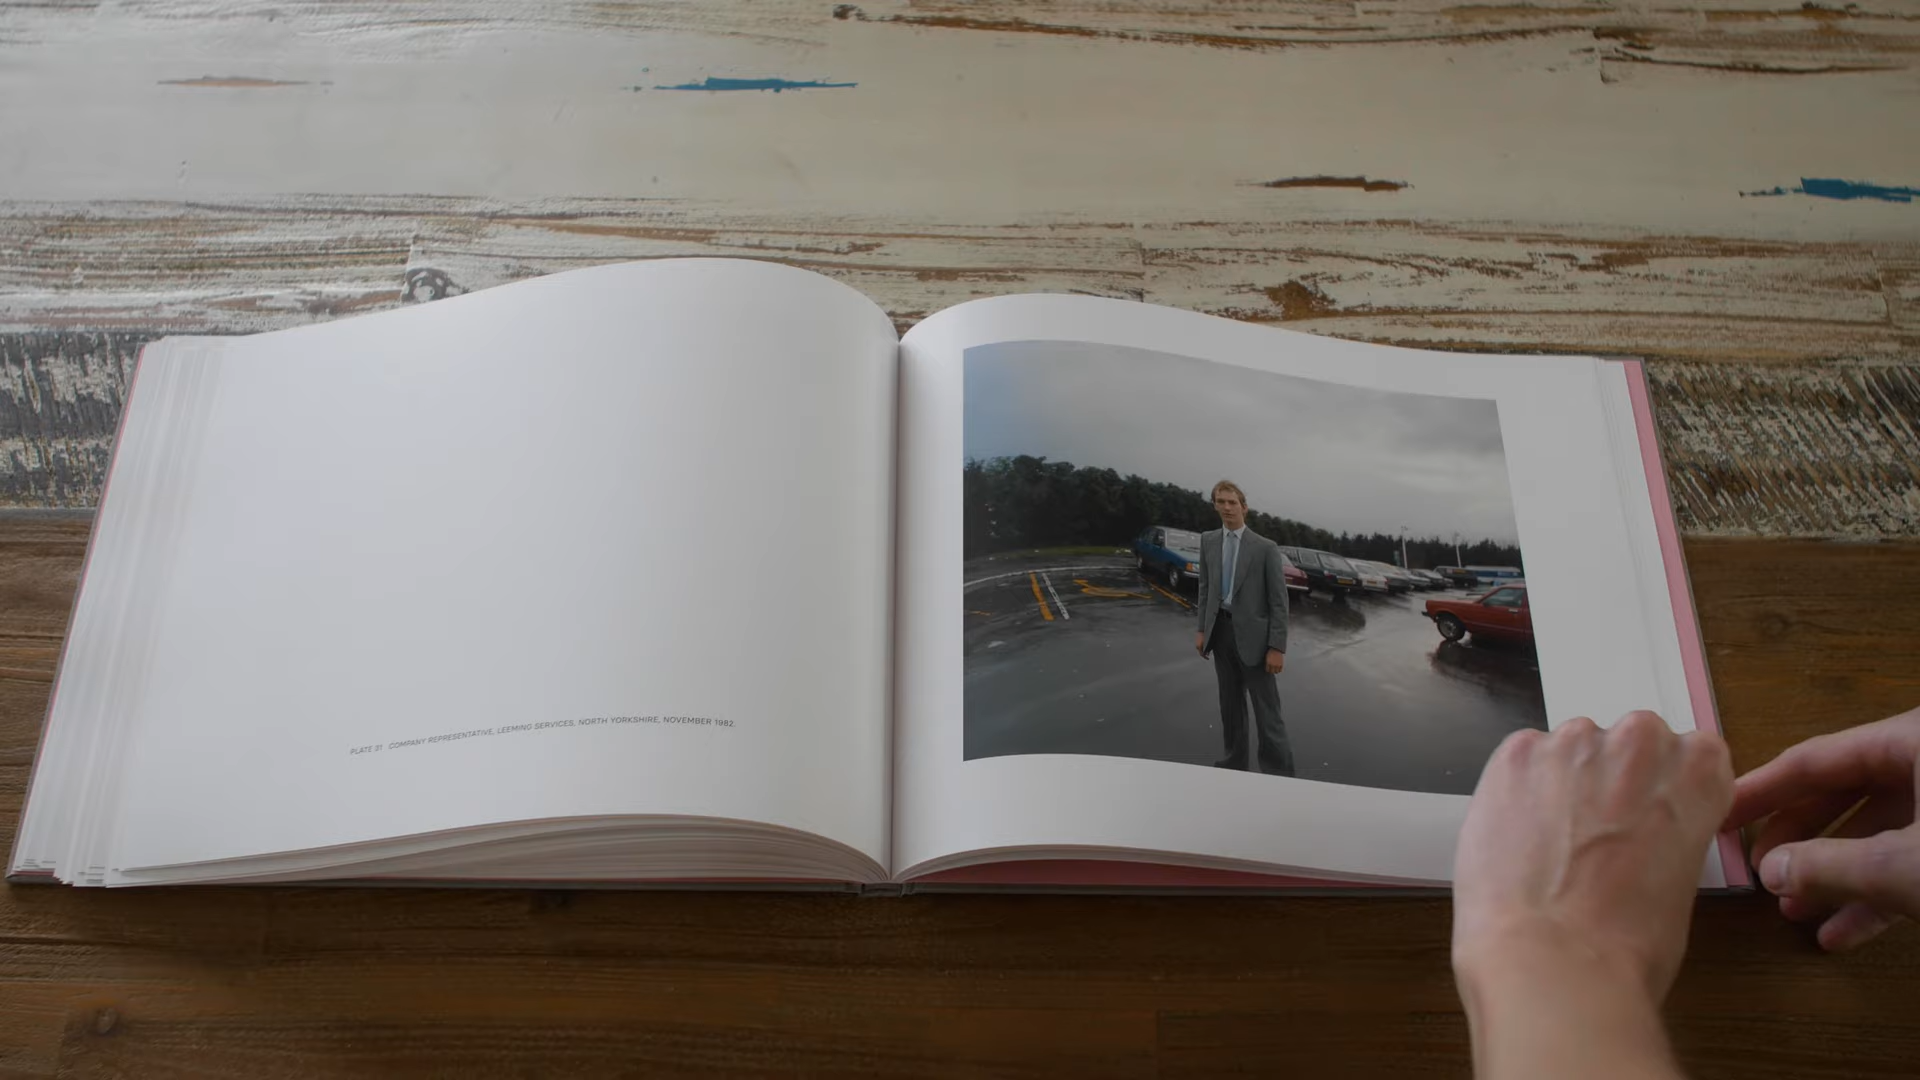 PLATE 31 COMPANY REPRESENTATIVE, LEEMING SERVICES, NORTH YORKSHIRE, NOVEMBER 1982.